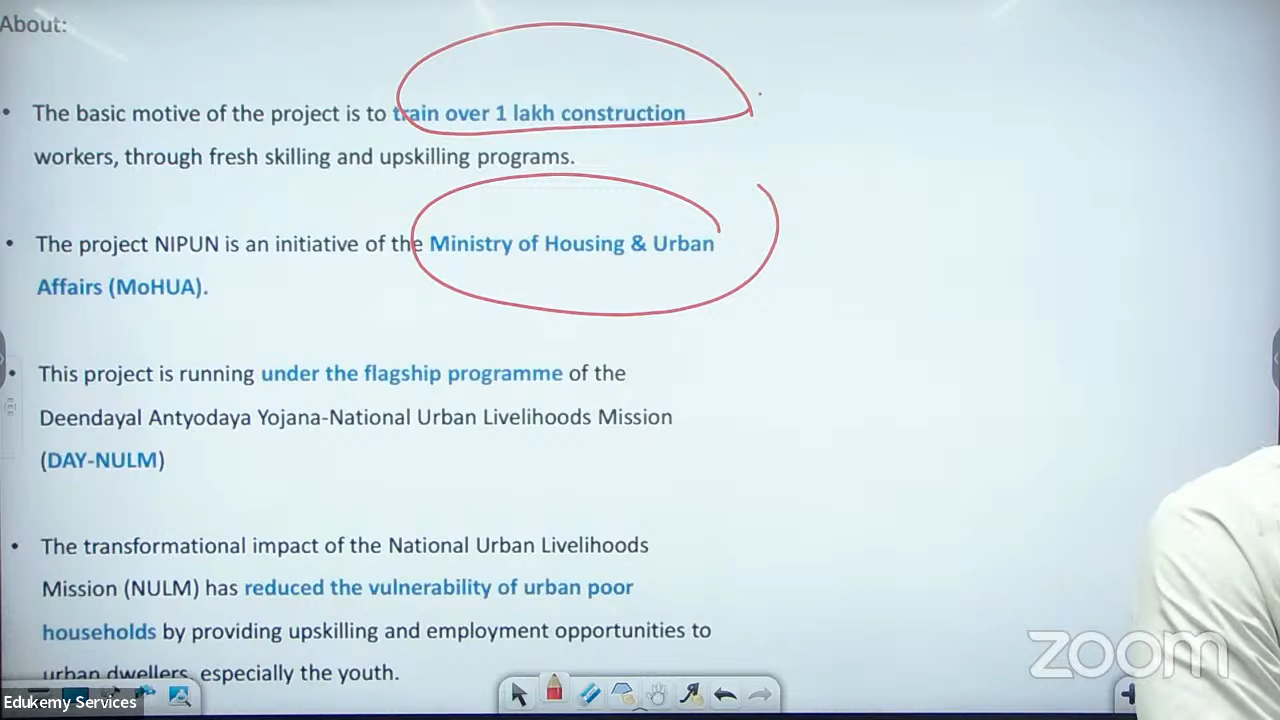 About:
• The basic motive of the project is to train over 1 lakh construction
workers, through fresh skilling and upskilling programs.
• The project NIPUN is an initiative of the Ministry of Housing & Urban
Affairs (MoHUA).
• This project is running under the flagship programme of the
Deendayal Antyodaya Yojana-National Urban Livelihoods Mission
(DAY-NULM)
• The transformational impact of the National Urban Livelihoods
Mission (NULM) has reduced the vulnerability of urban poor
households by providing upskilling and employment opportunities to
urban dwellers, especially the youth.
zoom
Edukemy Services